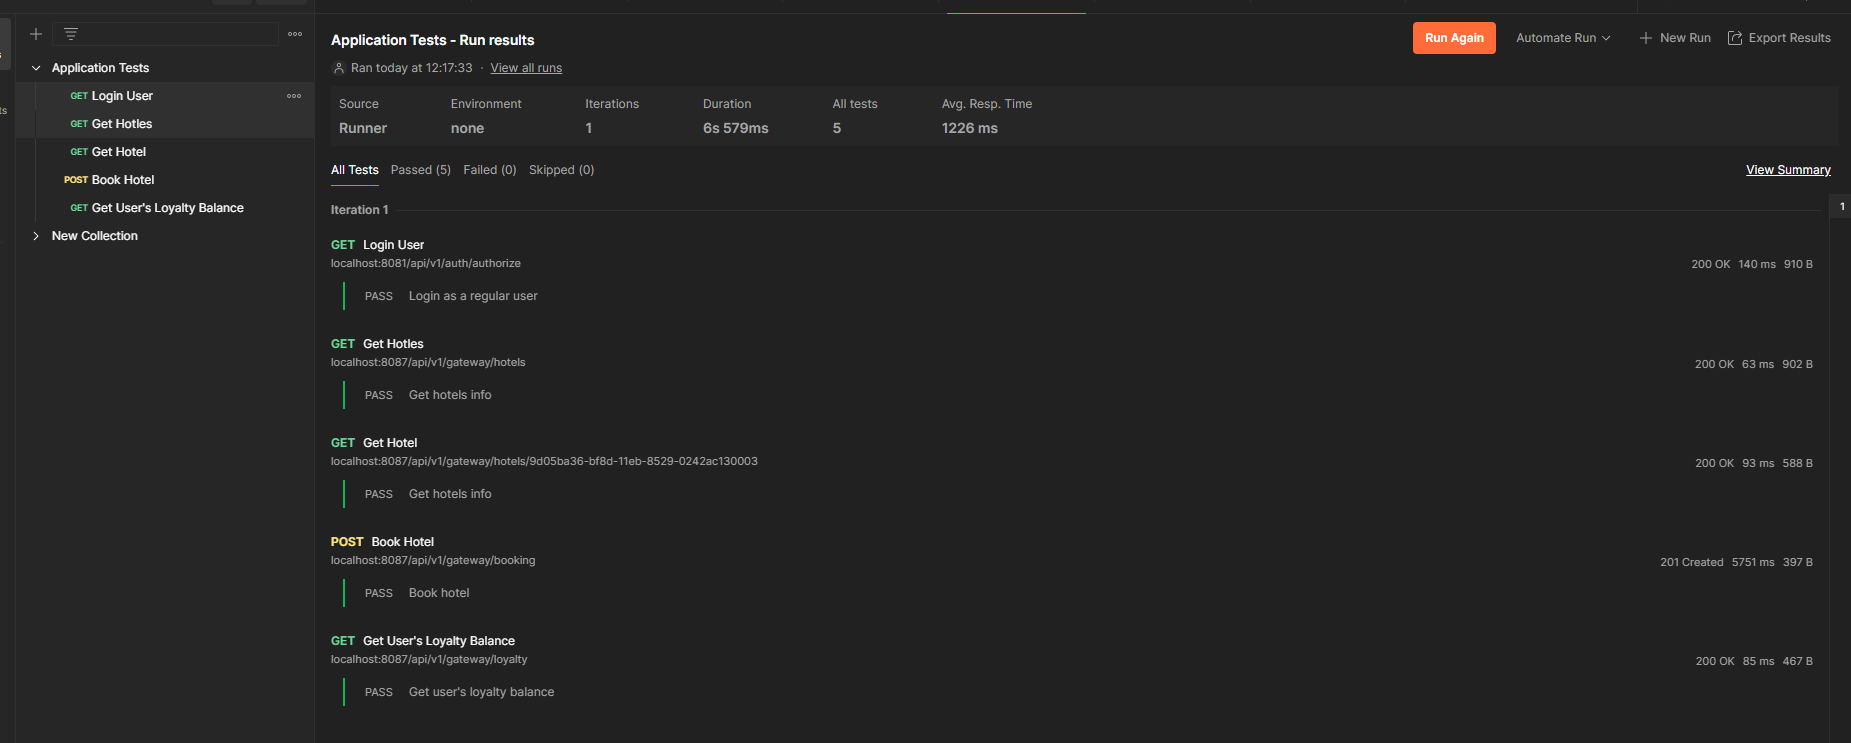 Application Tests
GET Login User
GET Get Hotles
GET Get Hotel
POST Book Hotel
GET Get User's Loyalty Balance
New Collection
Application Tests - Run results
Run Again
Automate Run
New Run
Export Results
Ran today at 12:17:33 · View all runs
Source Environment Iterations Duration All tests Avg. Resp. Time
Runner none 1 6s 579ms 5 1226 ms
All Tests Passed (5) Failed (0) Skipped (0) View Summary
Iteration 1
1
GET Login User
localhost:8081/api/v1/auth/authorize
200 OK 140 ms 910 B
PASS Login as a regular user
GET Get Hotles
localhost:8087/api/v1/gateway/hotels
200 OK 63 ms 902 B
PASS Get hotels info
GET Get Hotel
localhost:8087/api/v1/gateway/hotels/9d05ba36-bf8d-11eb-8529-0242ac130003
200 OK 93 ms 588 B
PASS Get hotels info
POST Book Hotel
localhost:8087/api/v1/gateway/booking
201 Created 5751 ms 397 B
PASS Book hotel
GET Get User's Loyalty Balance
localhost:8087/api/v1/gateway/loyalty
200 OK 85 ms 467 B
PASS Get user's loyalty balance